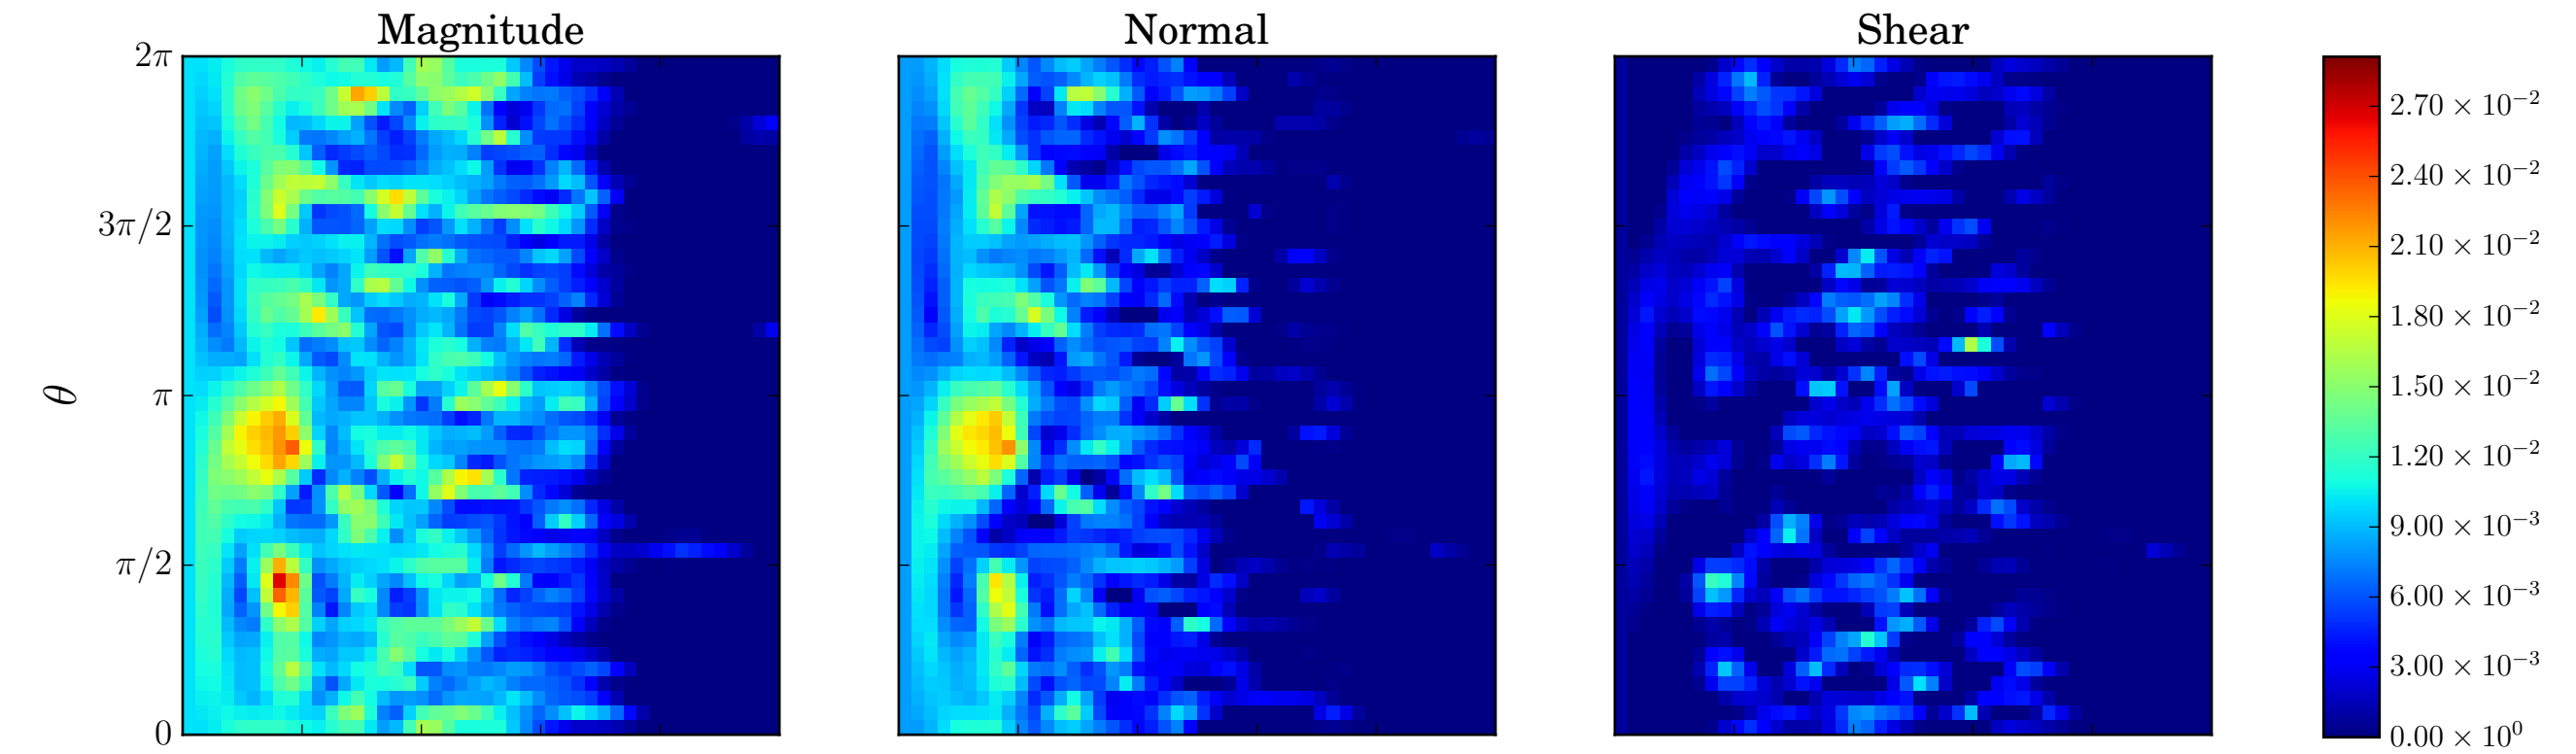 Magnitude Normal Shear
θ
2π
3π/2
π
π/2
0
2.70 × 10⁻²
2.40 × 10⁻²
2.10 × 10⁻²
1.80 × 10⁻²
1.50 × 10⁻²
1.20 × 10⁻²
9.00 × 10⁻³
6.00 × 10⁻³
3.00 × 10⁻³
0.00 × 10⁰